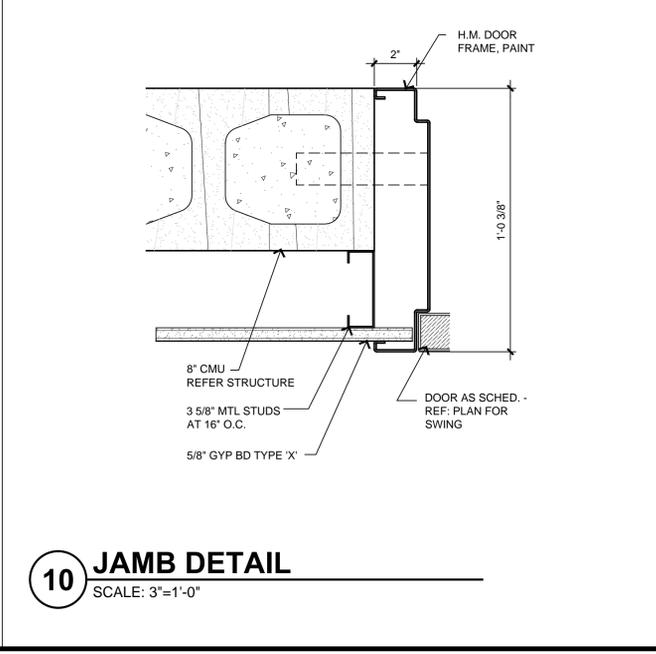 H.M. DOOR
FRAME, PAINT
2"
1'-0 3/8"
8" CMU
REFER STRUCTURE
3 5/8" MTL STUDS
AT 16" O.C.
5/8" GYP BD TYPE 'X'
DOOR AS SCHED. -
REF: PLAN FOR
SWING
10
JAMB DETAIL
SCALE: 3"=1'-0"